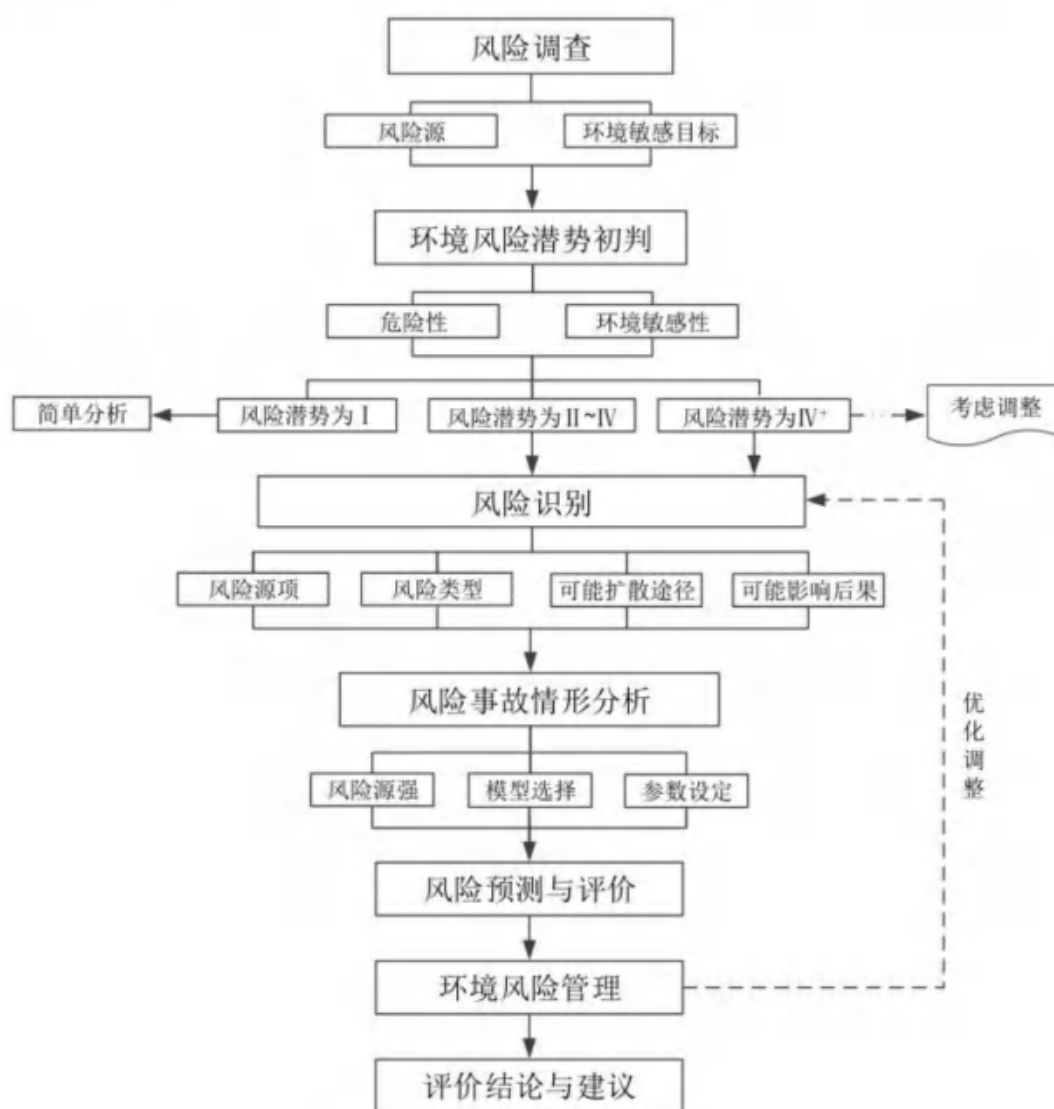 风险调查
风险源
环境敏感目标
环境风险潜势初判
危险性
环境敏感性
简单分析
风险潜势为Ⅰ
风险潜势为Ⅱ~Ⅳ
风险潜势为Ⅳ⁺
考虑调整
风险识别
风险源项
风险类型
可能扩散途径
可能影响后果
风险事故情形分析
风险源强
模型选择
参数设定
优化调整
风险预测与评价
环境风险管理
评价结论与建议